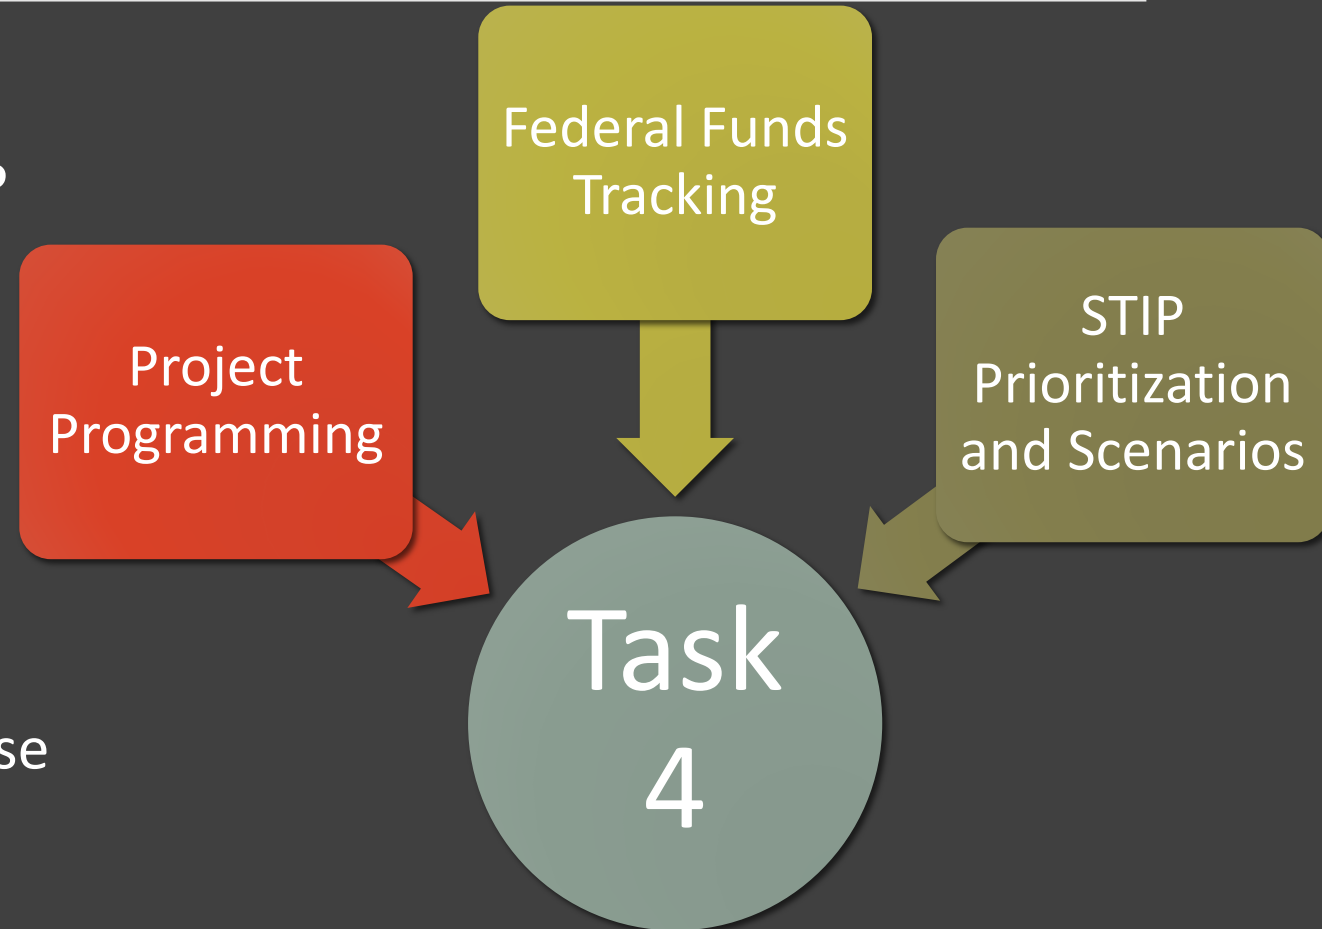 Federal Funds
Tracking
Project
Programming
STIP
Prioritization
and Scenarios
Task
4
se